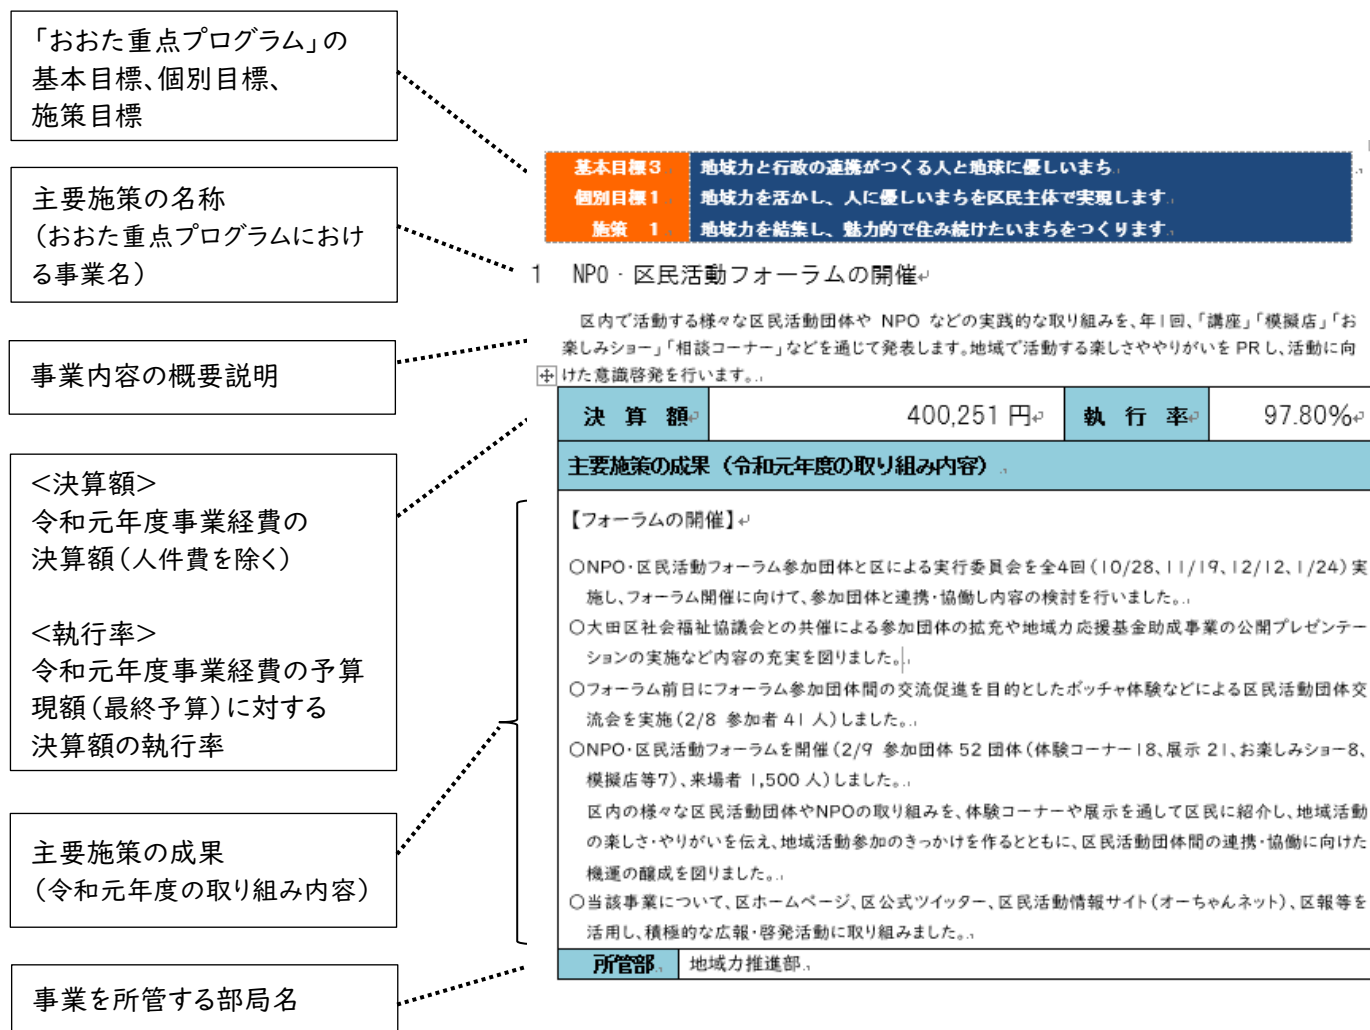 「おおた重点プログラム」の
基本目標、個別目標、
施策目標
主要施策の名称
（おおた重点プログラムにおけ
る事業名）
事業内容の概要説明
＜決算額＞
令和元年度事業経費の
決算額（人件費を除く）
＜執行率＞
令和元年度事業経費の予算
現額（最終予算）に対する
決算額の執行率
主要施策の成果
（令和元年度の取り組み内容）
事業を所管する部局名
基本目標３ 地域力と行政の連携がつくる人と地球に優しいまち
個別目標１ 地域力を活かし、人に優しいまちを区民主体で実現します
施策 １ 地域力を結集し、魅力的で住み続けたいまちをつくります
1 NPO・区民活動フォーラムの開催
区内で活動する様々な区民活動団体や NPO などの実践的な取り組みを、年1回、「講座」「模擬店」「お
楽しみショー」「相談コーナー」などを通じて発表します。地域で活動する楽しさややりがいを PR し、活動に向
けた意識啓発を行います。
決 算 額 400,251 円 執 行 率 97.80%
主要施策の成果（令和元年度の取り組み内容）
【フォーラムの開催】
○NPO・区民活動フォーラム参加団体と区による実行委員会を全4回（10/28、11/19、12/12、1/24）実
施し、フォーラム開催に向けて、参加団体と連携・協働し内容の検討を行いました。
○大田区社会福祉協議会との共催による参加団体の拡充や地域力応援基金助成事業の公開プレゼンテー
ションの実施など内容の充実を図りました。
○フォーラム前日にフォーラム参加団体間の交流促進を目的としたボッチャ体験などによる区民活動団体交
流会を実施（2/8 参加者 41 人）しました。
○NPO・区民活動フォーラムを開催（2/9 参加団体 52 団体（体験コーナー18、展示 21、お楽しみショー8、
模擬店等7）、来場者 1,500 人）しました。
区内の様々な区民活動団体やNPOの取り組みを、体験コーナーや展示を通して区民に紹介し、地域活動
の楽しさ・やりがいを伝え、地域活動参加のきっかけを作るとともに、区民活動団体間の連携・協働に向けた
機運の醸成を図りました。
○当該事業について、区ホームページ、区公式ツイッター、区民活動情報サイト（オーちゃんネット）、区報等を
活用し、積極的な広報・啓発活動に取り組みました。
所管部 地域力推進部